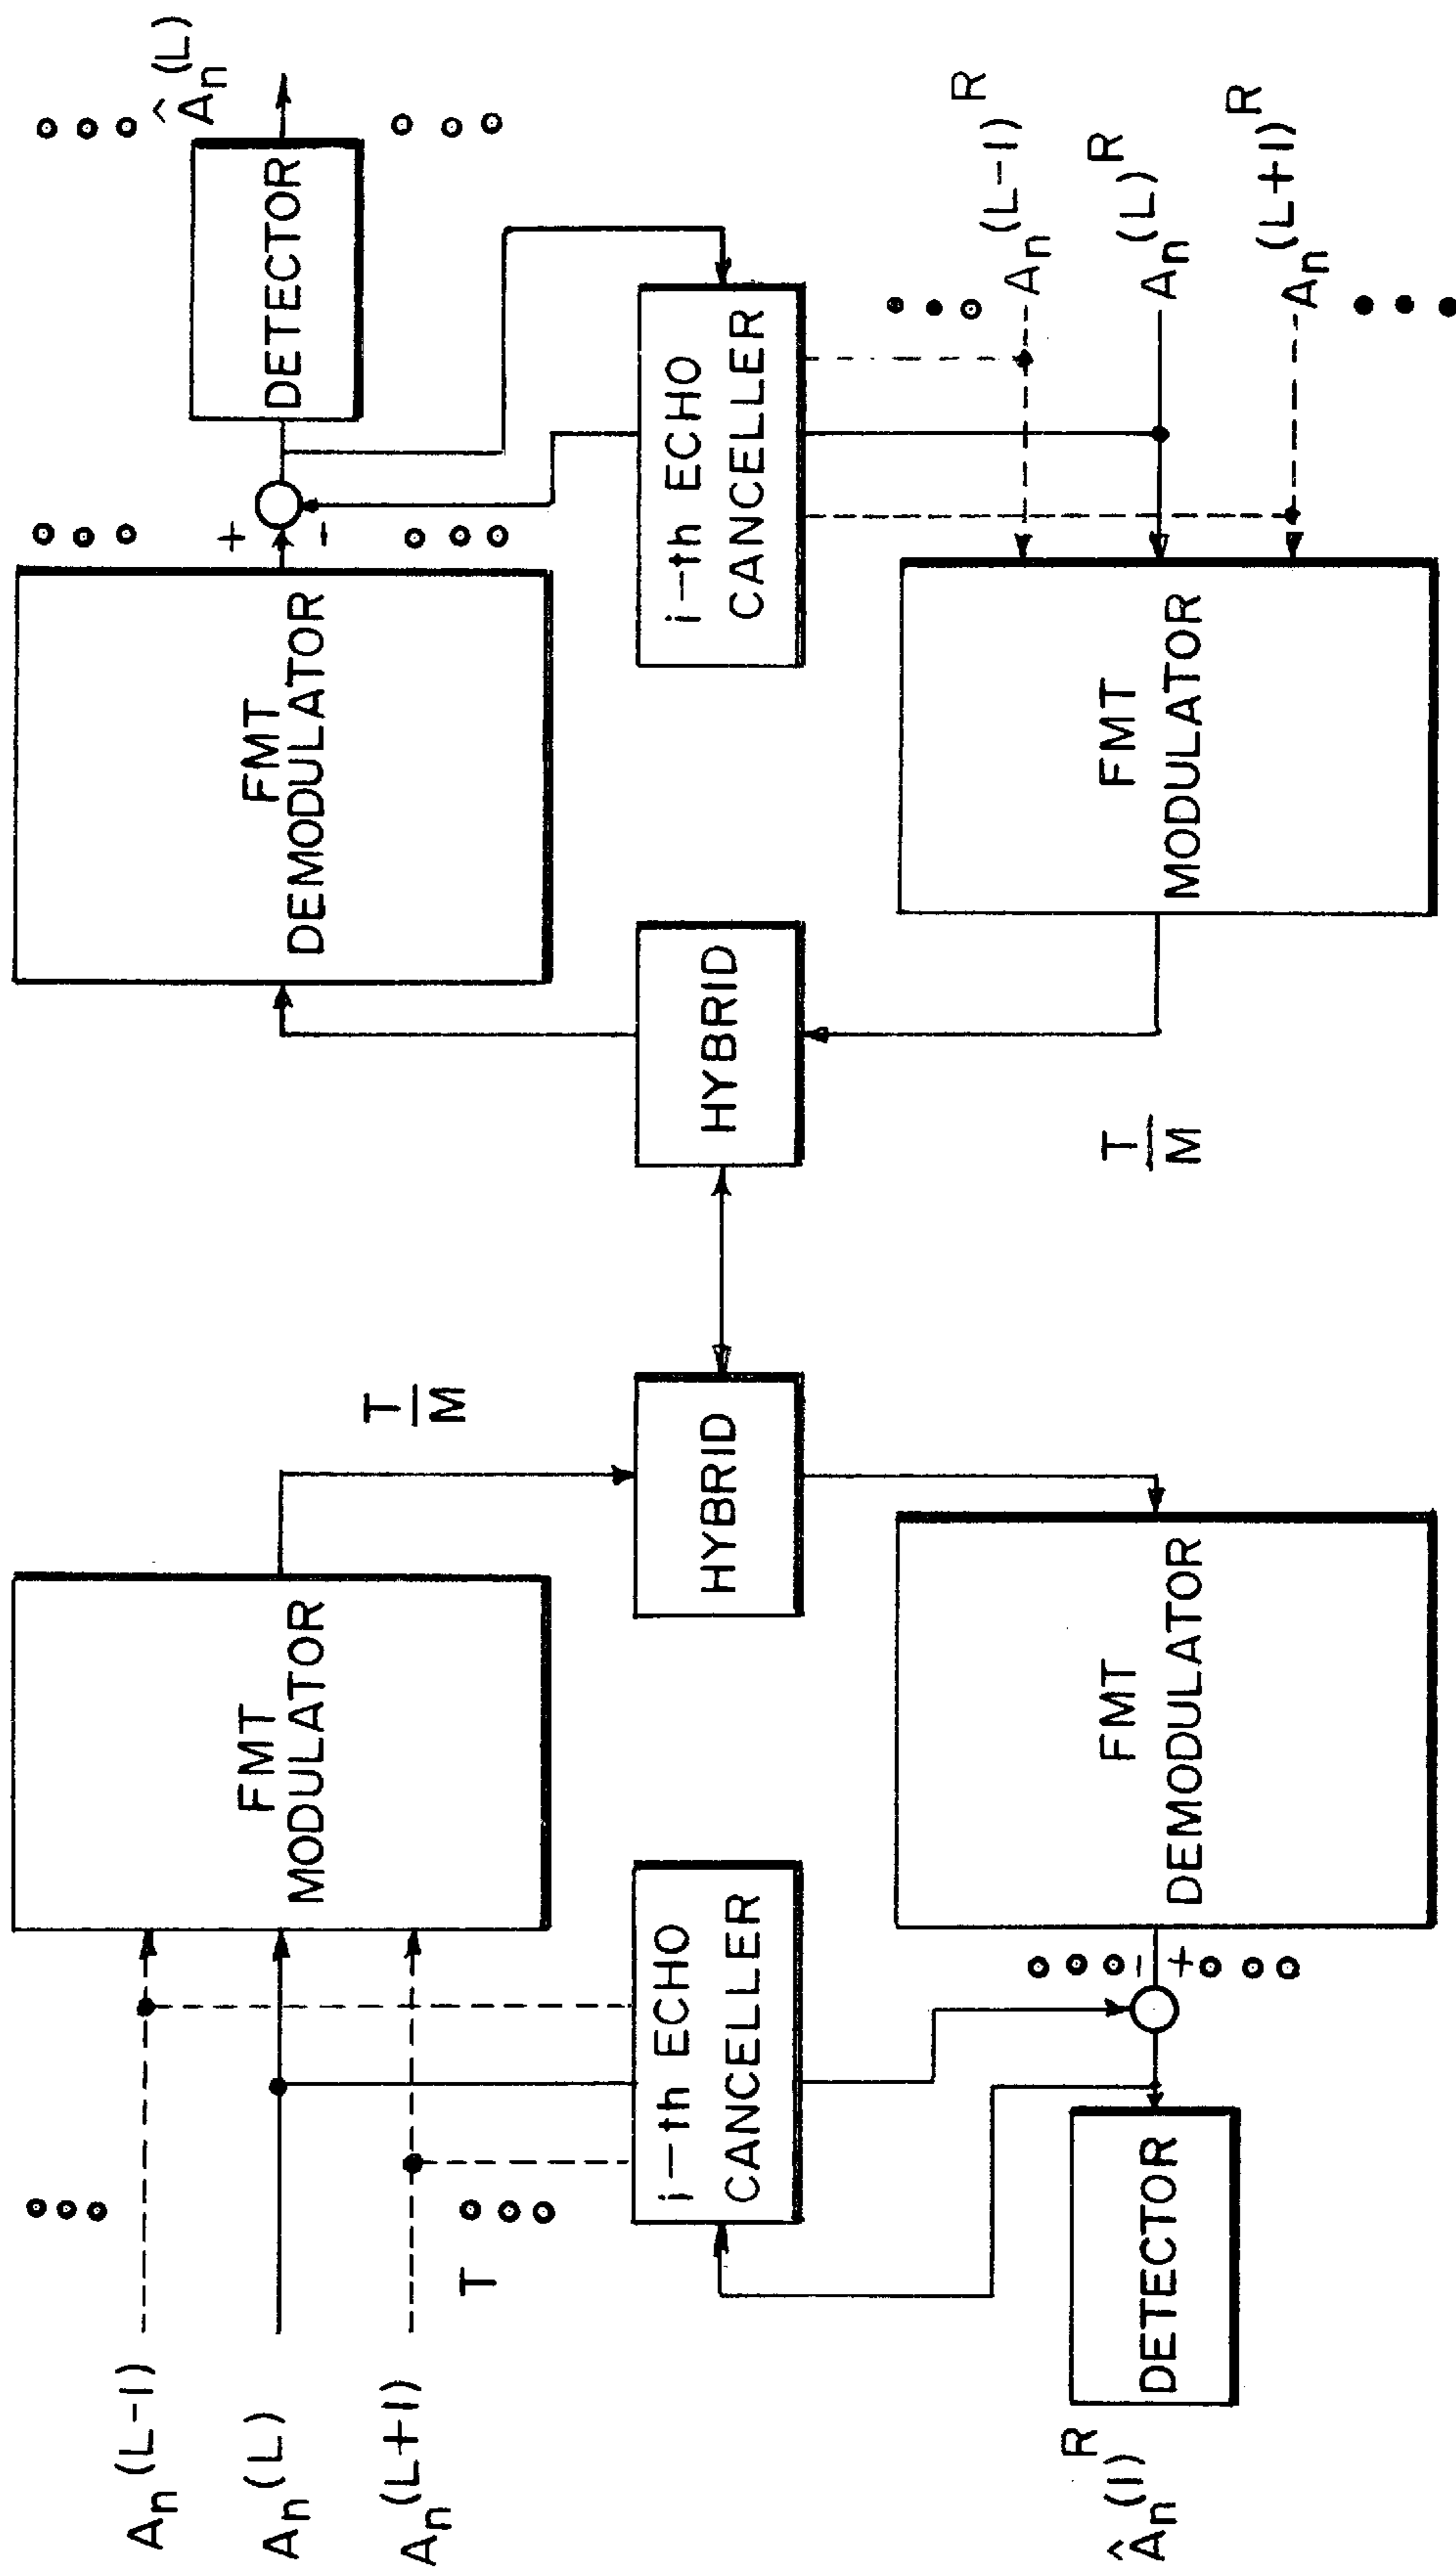 A_n^(L-1)
A_n^(L)
A_n^(L+1)
T
FMT
MODULATOR
T
M
i-th ECHO
CANCELLER
HYBRID
FMT
DEMODULATOR
- +
DETECTOR
Â_n^(l)R
HYBRID
FMT
DEMODULATOR
+
-
DETECTOR
Â_n^(L)
i-th ECHO
CANCELLER
FMT
MODULATOR
T
M
A_n^(L-1)R
A_n^(L)R
A_n^(L+1)R